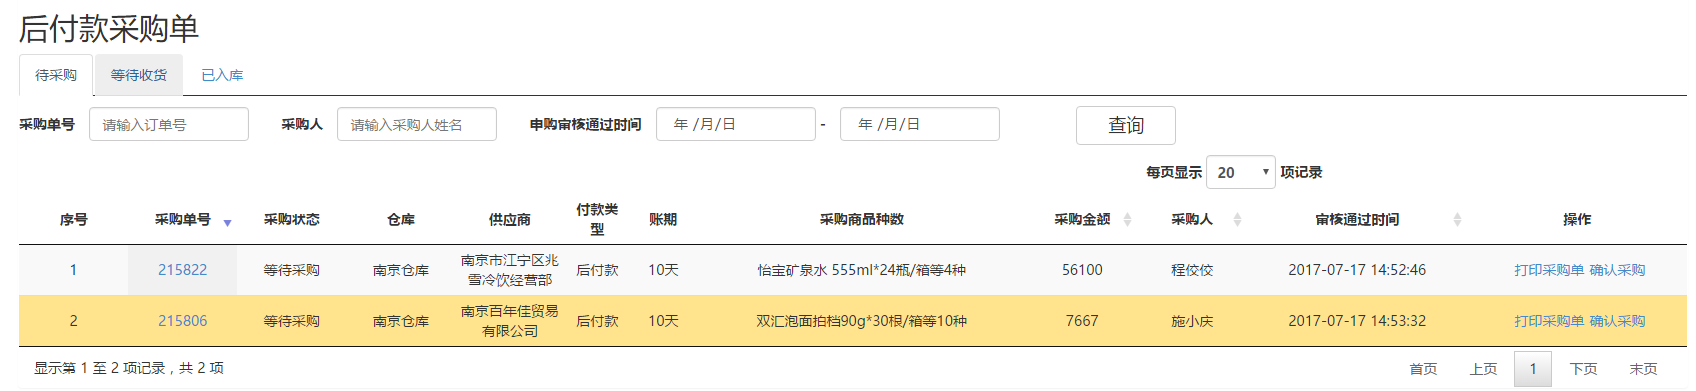 后付款采购单
待采购 等待收货 已入库
采购单号 请输入订单号 采购人 请输入采购人姓名 申购审核通过时间 年 /月/日 - 年 /月/日 查询
每页显示 20 项记录
序号 采购单号 采购状态 仓库 供应商 付款类型 账期 采购商品种数 采购金额 采购人 审核通过时间 操作
1 215822 等待采购 南京仓库 南京市江宁区兆雪冷饮经营部 后付款 10天 怡宝矿泉水 555ml*24瓶/箱等4种 56100 程佼佼 2017-07-17 14:52:46 打印采购单 确认采购
2 215806 等待采购 南京仓库 南京百年佳贸易有限公司 后付款 10天 双汇泡面拍档90g*30根/箱等10种 7667 施小庆 2017-07-17 14:53:32 打印采购单 确认采购
显示第 1 至 2 项记录，共 2 项 首页 上页 1 下页 末页